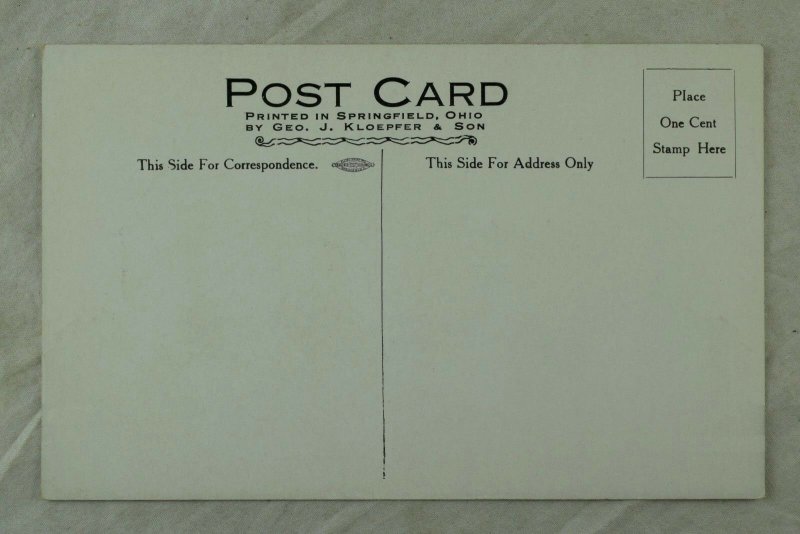 POST CARD
PRINTED IN SPRINGFIELD, OHIO
BY GEO. J. KLOEPFER & SON
This Side For Correspondence.
This Side For Address Only
Place
One Cent
Stamp Here